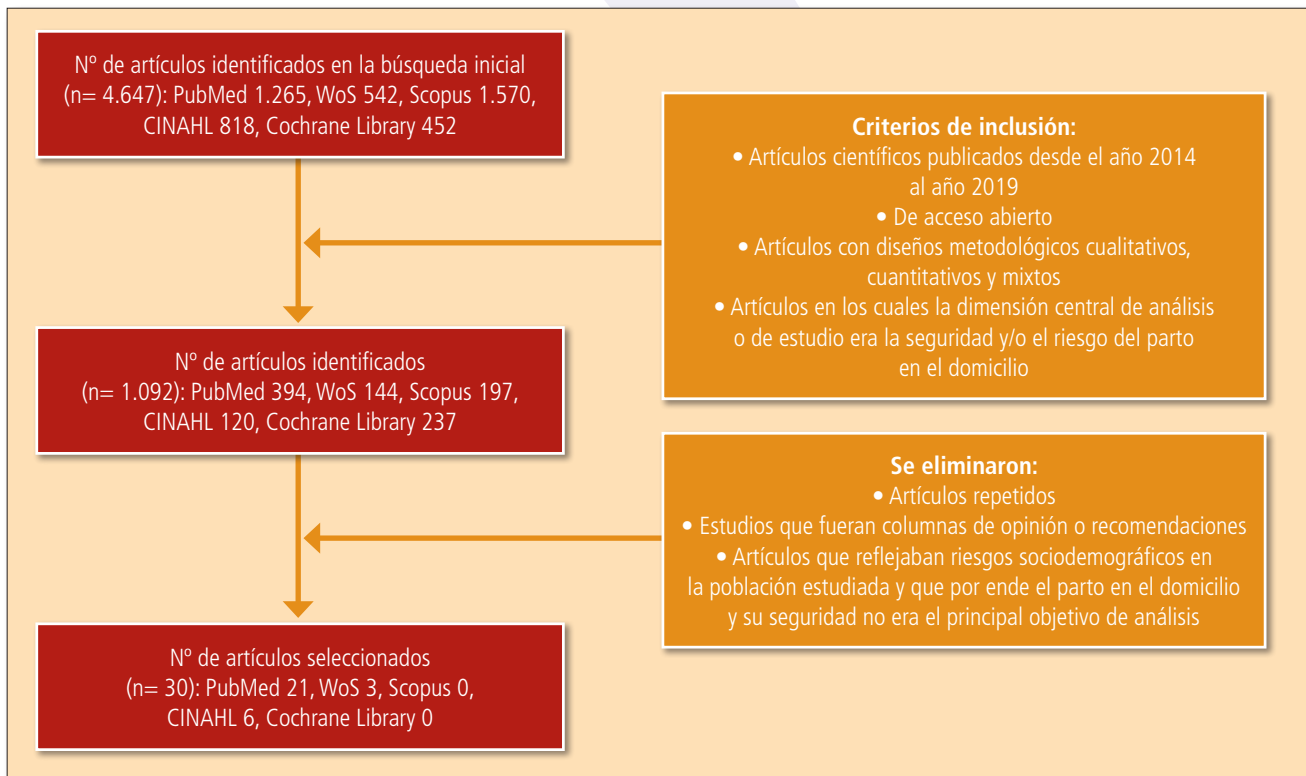 Nº de artículos identificados en la búsqueda inicial
(n= 4.647): PubMed 1.265, WoS 542, Scopus 1.570,
CINAHL 818, Cochrane Library 452
Criterios de inclusión:
• Artículos científicos publicados desde el año 2014
al año 2019
• De acceso abierto
• Artículos con diseños metodológicos cualitativos,
cuantitativos y mixtos
• Artículos en los cuales la dimensión central de análisis
o de estudio era la seguridad y/o el riesgo del parto
en el domicilio
Nº de artículos identificados
(n= 1.092): PubMed 394, WoS 144, Scopus 197,
CINAHL 120, Cochrane Library 237
Se eliminaron:
• Artículos repetidos
• Estudios que fueran columnas de opinión o recomendaciones
• Artículos que reflejaban riesgos sociodemográficos en
la población estudiada y que por ende el parto en el domicilio
y su seguridad no era el principal objetivo de análisis
Nº de artículos seleccionados
(n= 30): PubMed 21, WoS 3, Scopus 0,
CINAHL 6, Cochrane Library 0